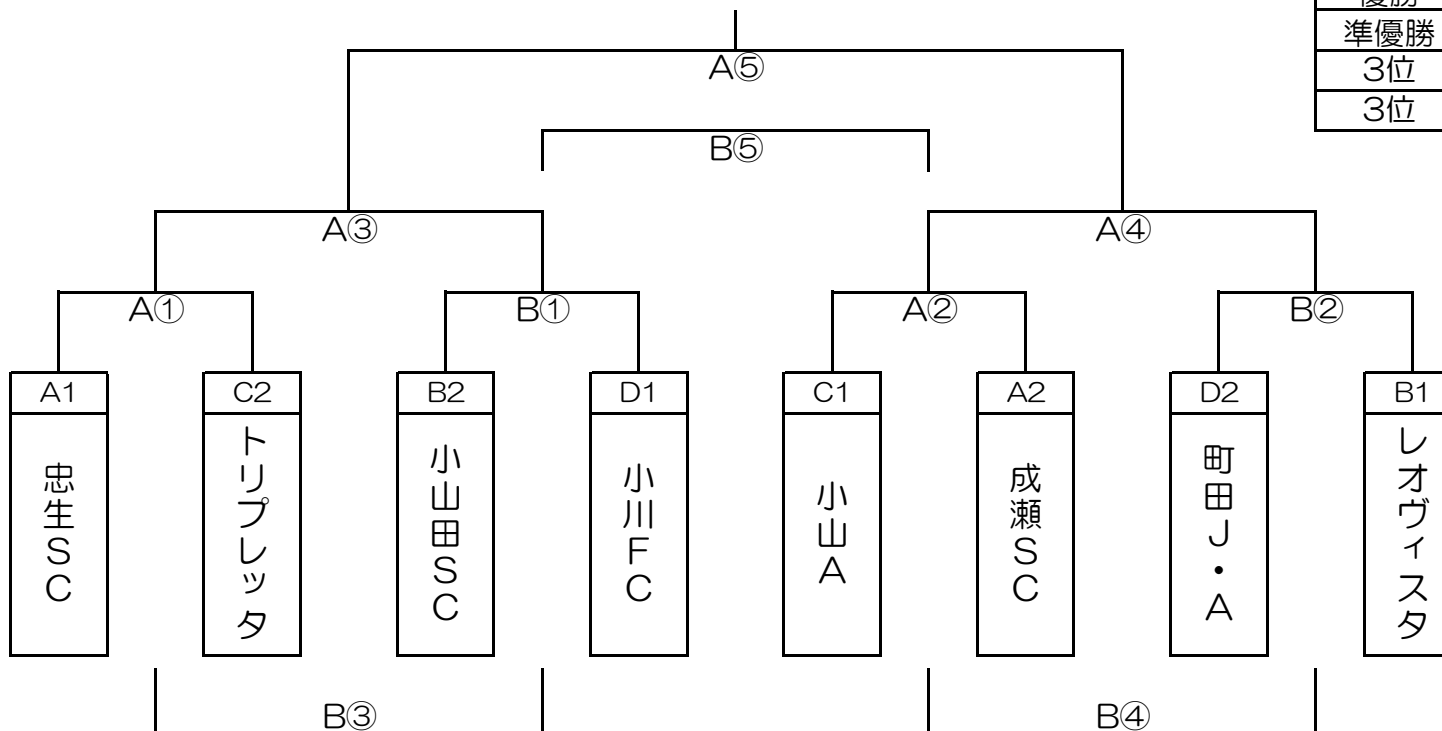 優勝
準優勝
3位
3位
A⑤
B⑤
A③
A④
A①
B①
A②
B②
A1
C2
B2
D1
C1
A2
D2
B1
忠生SC
トリプレッタ
小山田SC
小川FC
小山A
成瀬SC
町田J・A
レオヴィスタ
B③
B④